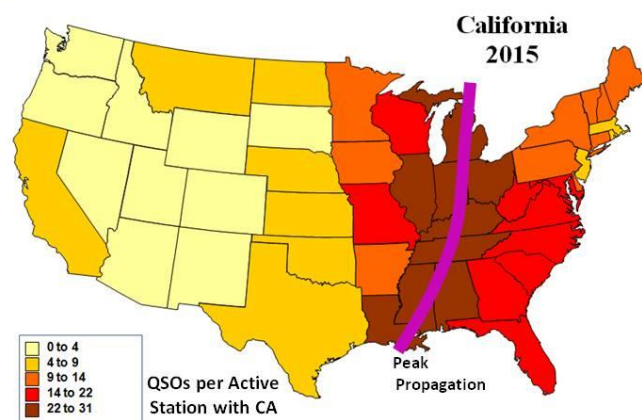 California
2015
0 to 4
4 to 9
9 to 14
14 to 22
22 to 31
QSOs per Active
Station with CA
Peak
Propagation